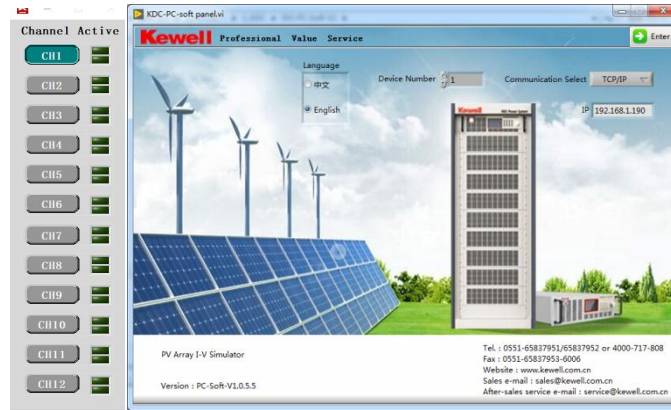 Channel Active
CH1
CH2
CH3
CH4
CH5
CH6
CH7
CH8
CH9
CH10
CH11
CH12
KDC-PC-soft panel.vi
Kewell Professional Value Service
Enter
Language
中文
English
Device Number 1
Communication Select TCP/IP
IP 192.168.1.190
Kewell
PV Array I-V Simulator
Version : PC-Soft-V1.0.5.5
Tel. : 0551-65837951/65837952 or 4000-717-808
Fax : 0551-65837953-6006
Website : www.kewell.com.cn
Sales e-mail : sales@kewell.com.cn
After-sales service e-mail : service@kewell.com.cn